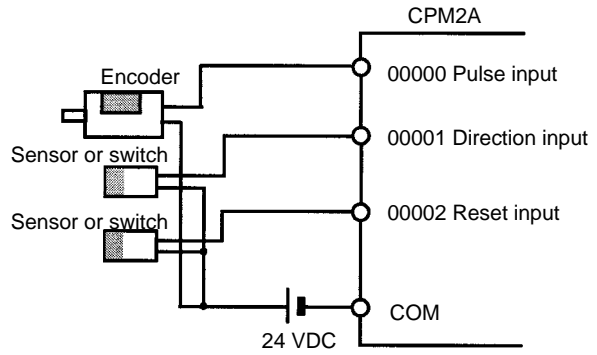 CPM2A
Encoder
00000 Pulse input
00001 Direction input
Sensor or switch
Sensor or switch
00002 Reset input
COM
24 VDC